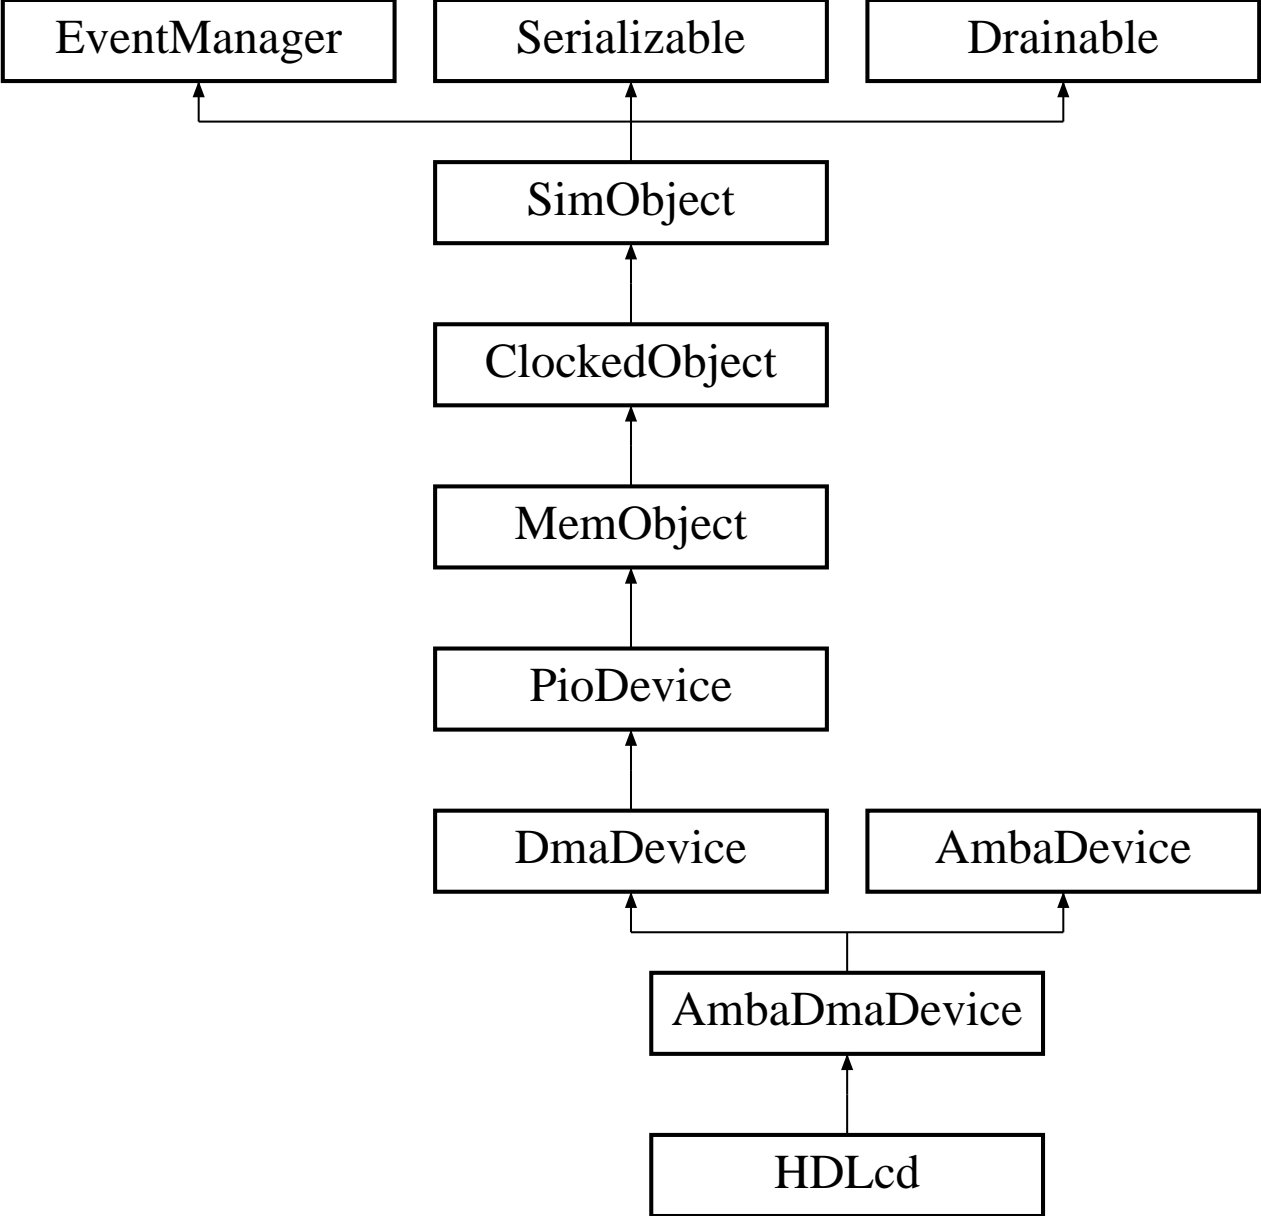 EventManager
Serializable
Drainable
SimObject
ClockedObject
MemObject
PioDevice
DmaDevice
AmbaDevice
AmbaDmaDevice
HDLcd